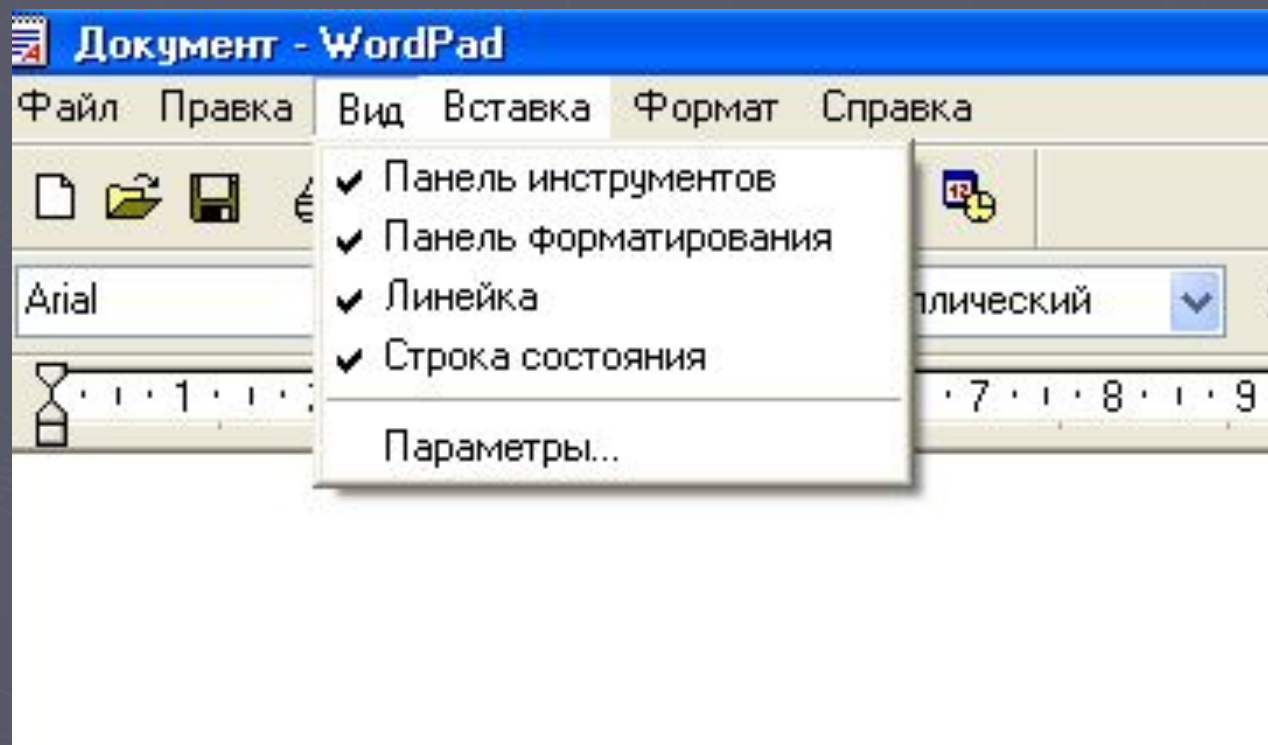 Документ - WordPad
Файл Правка Вид Вставка Формат Справка
Панель инструментов
Панель форматирования
Arial
Линейка
Строка состояния
1 7 8 9
Параметры...